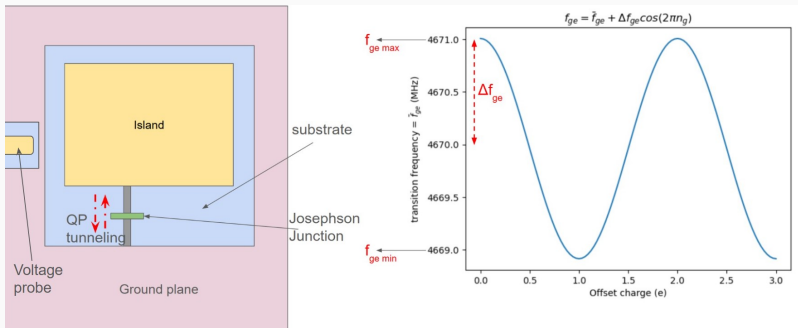 Island
substrate
QP
tunneling
Josephson
Junction
Voltage
probe
Ground plane
f_ge = f̃_ge + Δf_ge cos(2πn_g)
f_ge max
f_ge min
Δf_ge
transition frequency = f̃_ge (MHz)
4671.0
4670.5
4670.0
4669.5
4669.0
0.0 0.5 1.0 1.5 2.0 2.5 3.0
Offset charge (e)